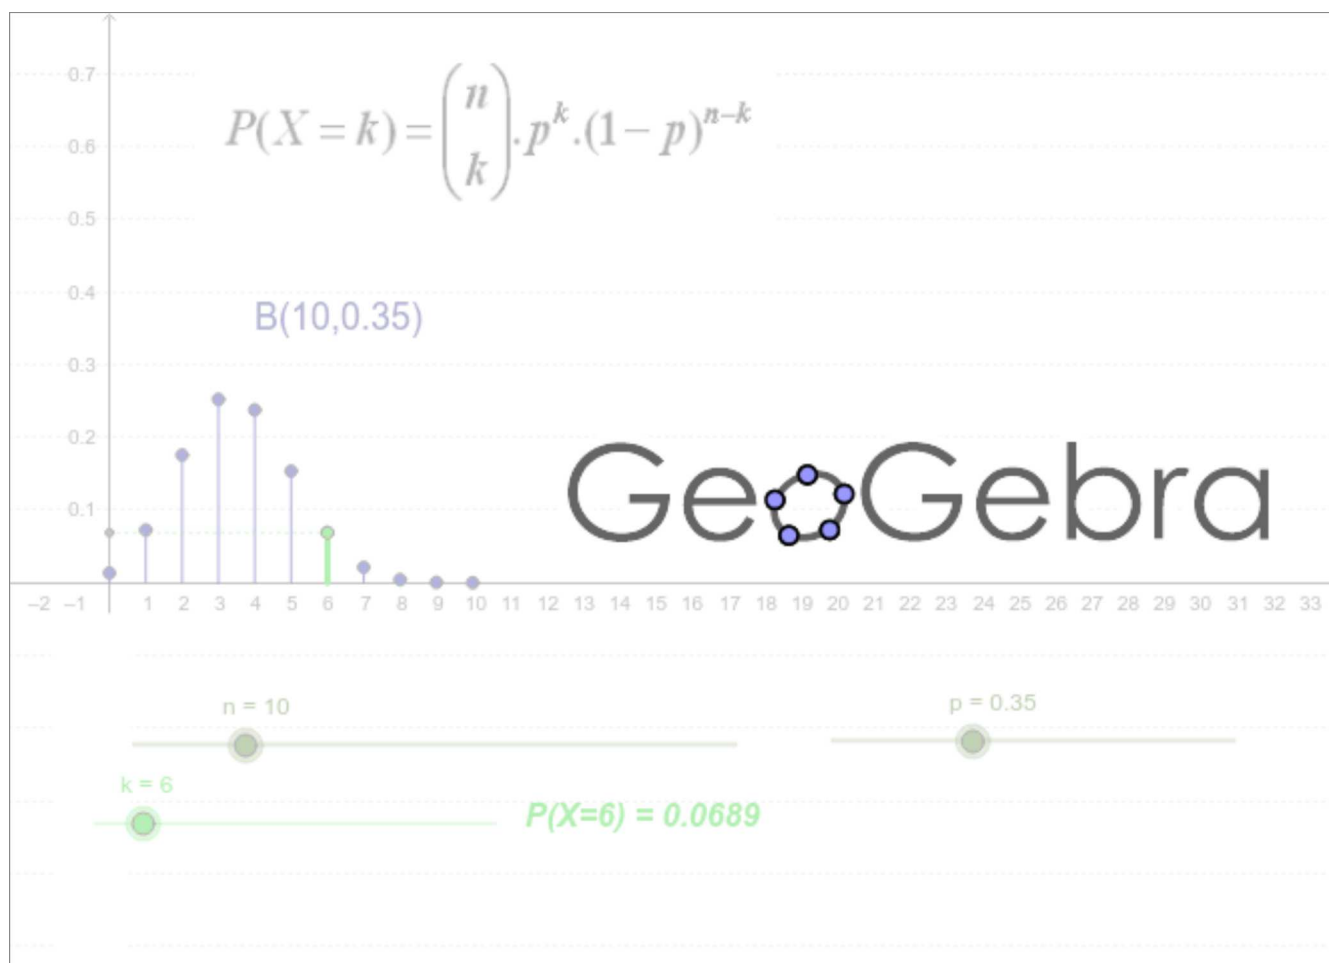 0.7
P(X = k) = (n k) . p^k . (1 − p)^{n−k}
0.6
0.5
0.4
B(10,0.35)
0.3
0.2
GeoGebra
0.1
–2 –1 1 2 3 4 5 6 7 8 9 10 11 12 13 14 15 16 17 18 19 20 21 22 23 24 25 26 27 28 29 30 31 32 33
n = 10
p = 0.35
k = 6
P(X=6) = 0.0689